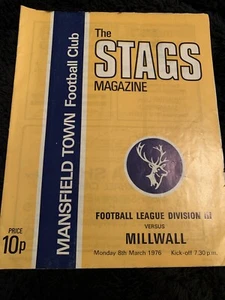 The
STAGS
MAGAZINE
MANSFIELD TOWN Football Club
FOOTBALL LEAGUE DIVISION III
VERSUS
MILLWALL
Monday 8th March 1976 Kick-off 7.30 p.m.
PRICE
10p